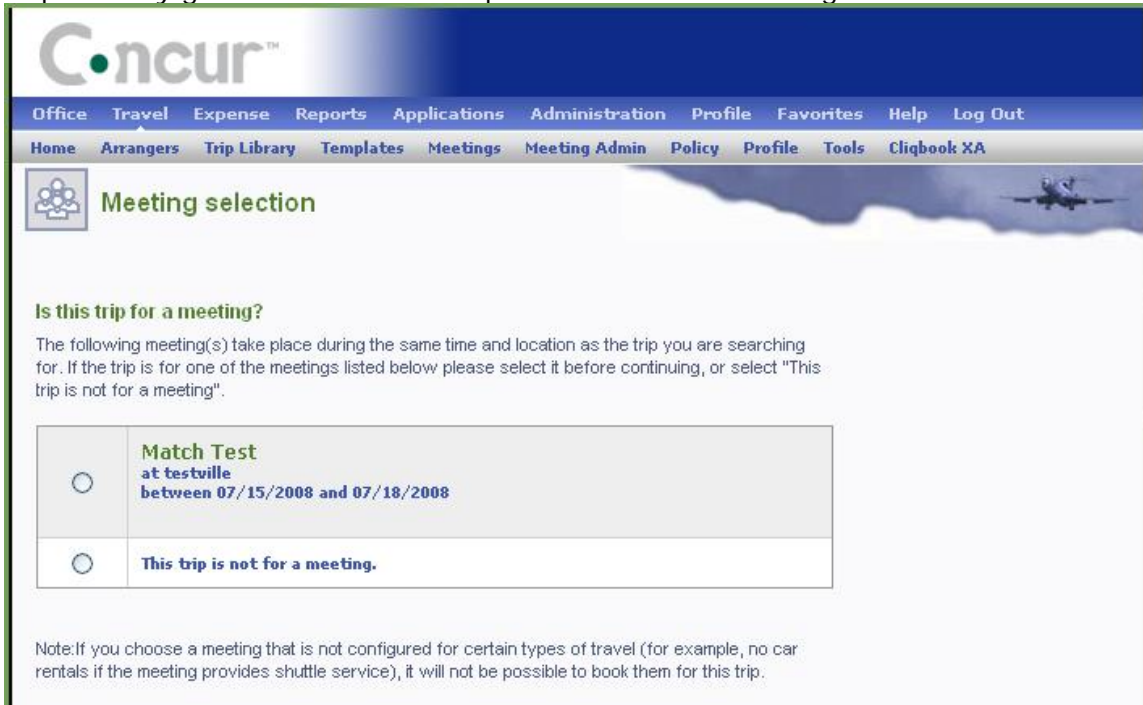 Concur™
Office Travel Expense Reports Applications Administration Profile Favorites Help Log Out
Home Arrangers Trip Library Templates Meetings Meeting Admin Policy Profile Tools Cliqbook XA
Meeting selection
Is this trip for a meeting?
The following meeting(s) take place during the same time and location as the trip you are searching
for. If the trip is for one of the meetings listed below please select it before continuing, or select "This
trip is not for a meeting".
Match Test
at testville
between 07/15/2008 and 07/18/2008
This trip is not for a meeting.
Note:If you choose a meeting that is not configured for certain types of travel (for example, no car
rentals if the meeting provides shuttle service), it will not be possible to book them for this trip.